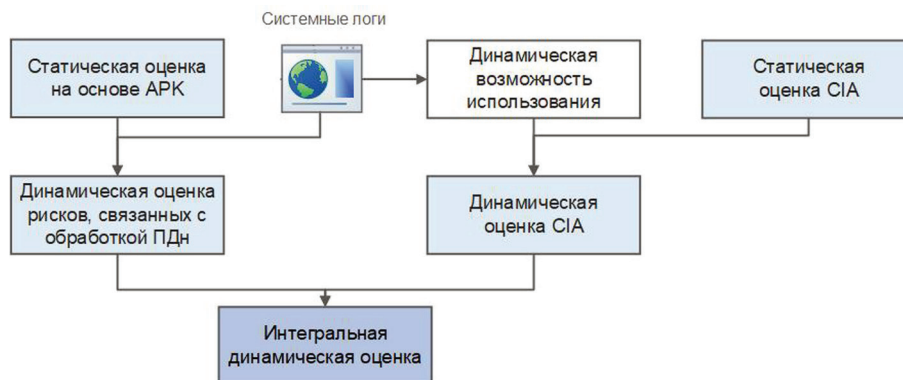 Системные логи
Статическая оценка
на основе APK
Динамическая
возможность
использования
Статическая
оценка CIA
Динамическая оценка
рисков, связанных с
обработкой ПДн
Динамическая
оценка CIA
Интегральная
динамическая оценка